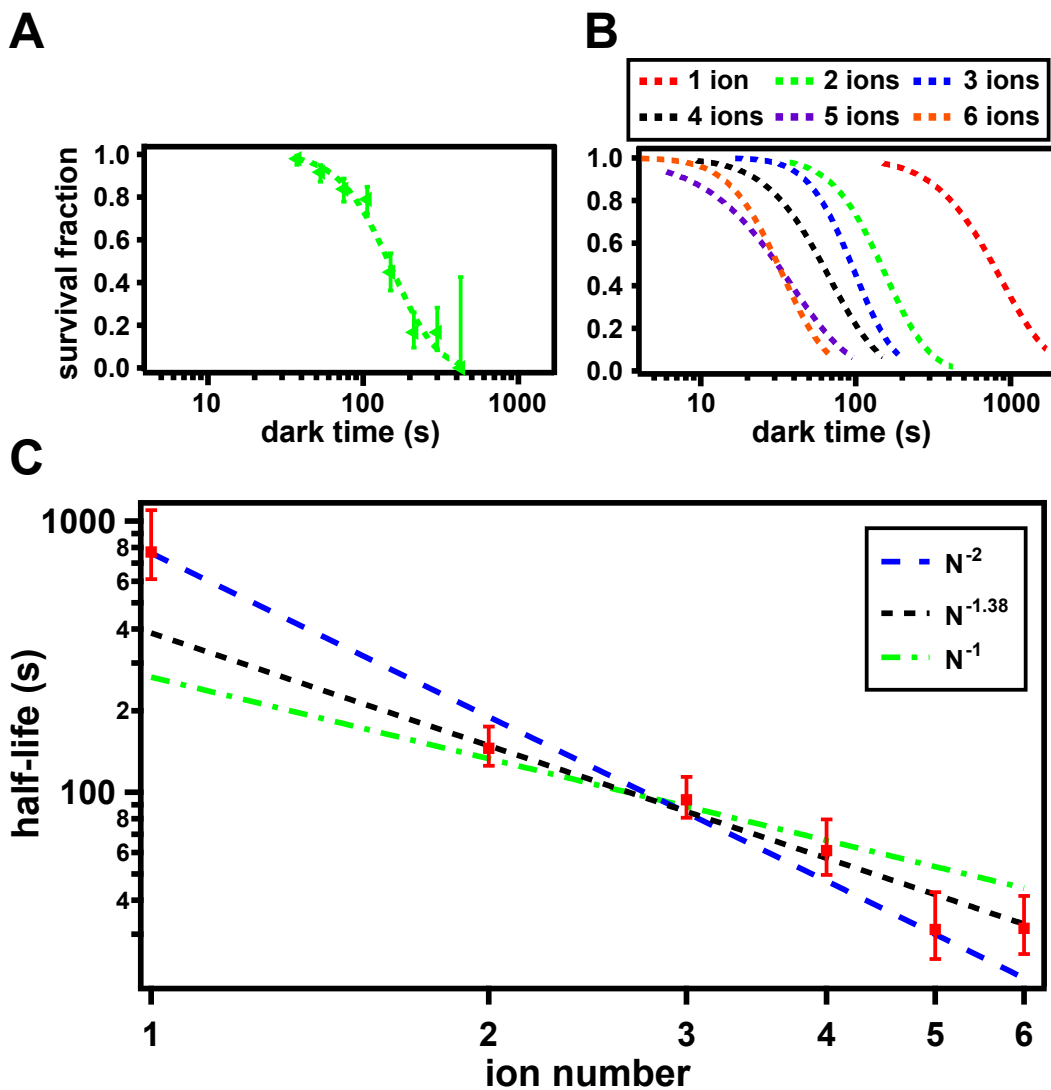 A
survival fraction
1.0
0.8
0.6
0.4
0.2
0.0
10 100 1000
dark time (s)
B
1 ion 2 ions 3 ions
4 ions 5 ions 6 ions
1.0
0.8
0.6
0.4
0.2
0.0
10 100 1000
dark time (s)
C
half-life (s)
1000
8
6
4
2
100
8
6
4
N⁻²
N⁻¹·³⁸
N⁻¹
1 2 3 4 5 6
ion number